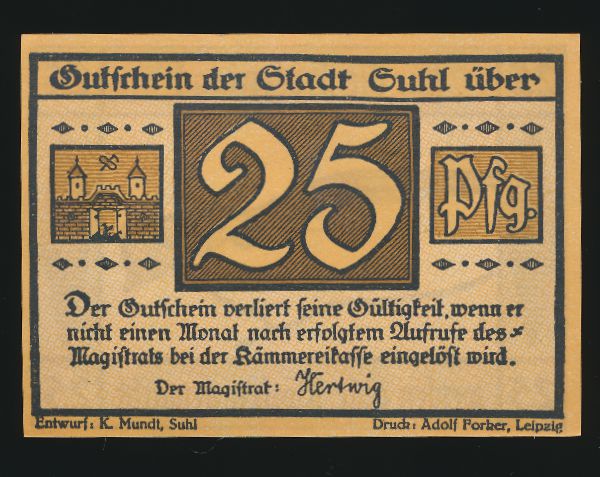 Gutschein der Stadt Suhl über
25
Pfg.
Der Gutschein verliert seine Gültigkeit, wenn er
nicht einen Monat nach erfolgtem Aufrufe des
Magistrats bei der Kämmereikasse eingelöst wird.
Der Magistrat: Hertwig
Entwurf: K. Mundt, Suhl
Druck: Adolf Forker, Leipzig